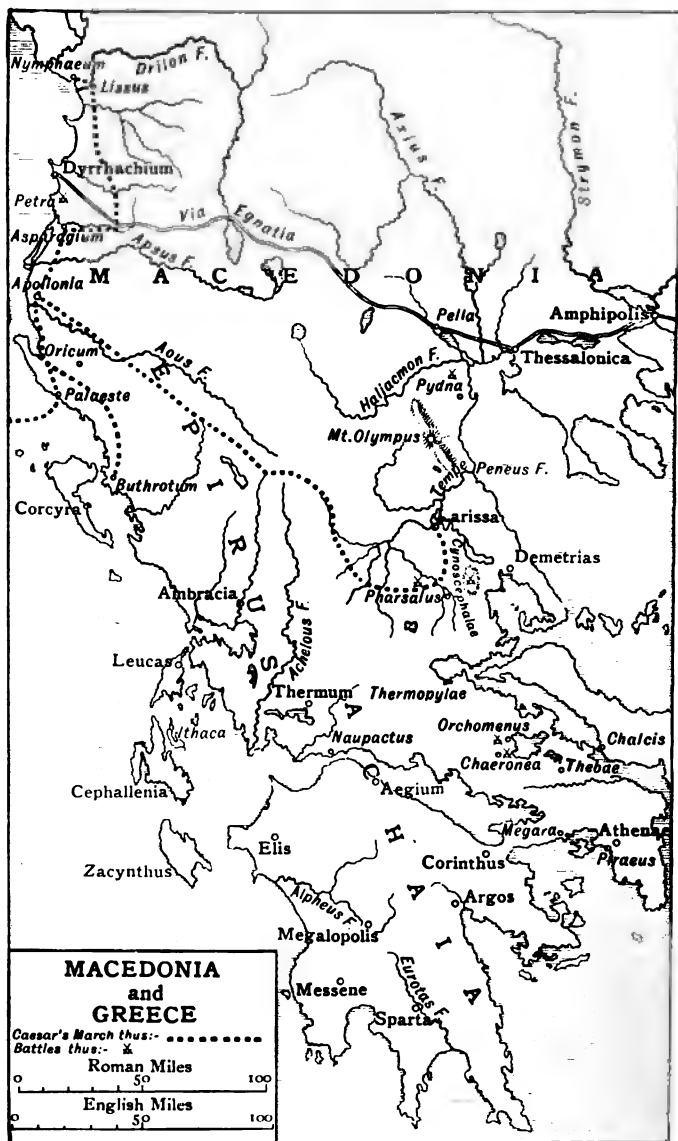 Nymphaeum
Drilon F.
Lissus
Axius F.
Strymon F.
Dyrrhachium
Petra
Via Egnatia
Asparagium
Apsus F.
MACEDONIA
Apollonia
Pella
Amphipolis
Thessalonica
Oricum
Aous F.
Haliacmon F.
Pydna
Palaeste
EPIRUS
Mt. Olympus
Tempe
Peneus F.
Buthrotum
Corcyra
Larissa
Cynoscephalae
Demetrias
Ambracia
Pharsalus
Achelous F.
Leucas
Thermum
Thermopylae
ACHAIA
Ithaca
Naupactus
Orchomenus
Chalcis
Chaeronea
Thebae
Cephallenia
Aegium
Megara
Athenae
Elis
Corinthus
Piraeus
Zacynthus
Alpheus F.
Argos
Megalopolis
Messene
Eurotas F.
Sparta
MACEDONIA
and
GREECE
Caesar's March thus:-
Battles thus:-
Roman Miles
0 50 100
English Miles
0 50 100